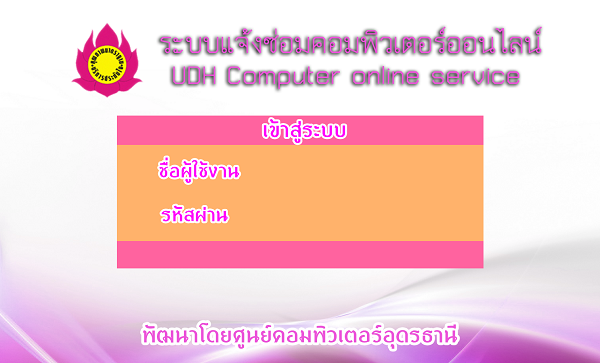 ระบบแจ้งซ่อมคอมพิวเตอร์ออนไลน์
UDH Computer online service
เข้าสู่ระบบ
ชื่อผู้ใช้งาน
รหัสผ่าน
พัฒนาโดยศูนย์คอมพิวเตอร์อุดรธานี